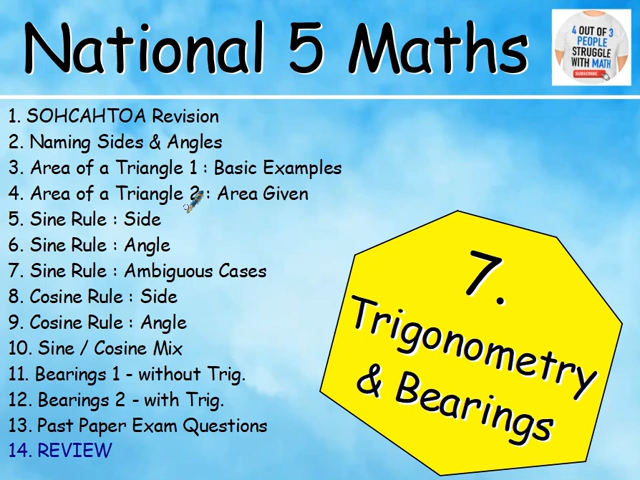 National 5 Maths
4 OUT OF 3
PEOPLE
STRUGGLE
WITH MATH
1. SOHCAHTOA Revision
2. Naming Sides & Angles
3. Area of a Triangle 1 : Basic Examples
4. Area of a Triangle 2 : Area Given
5. Sine Rule : Side
6. Sine Rule : Angle
7. Sine Rule : Ambiguous Cases
8. Cosine Rule : Side
9. Cosine Rule : Angle
10. Sine / Cosine Mix
11. Bearings 1 - without Trig.
12. Bearings 2 - with Trig.
13. Past Paper Exam Questions
14. REVIEW
7.
Trigonometry
& Bearings